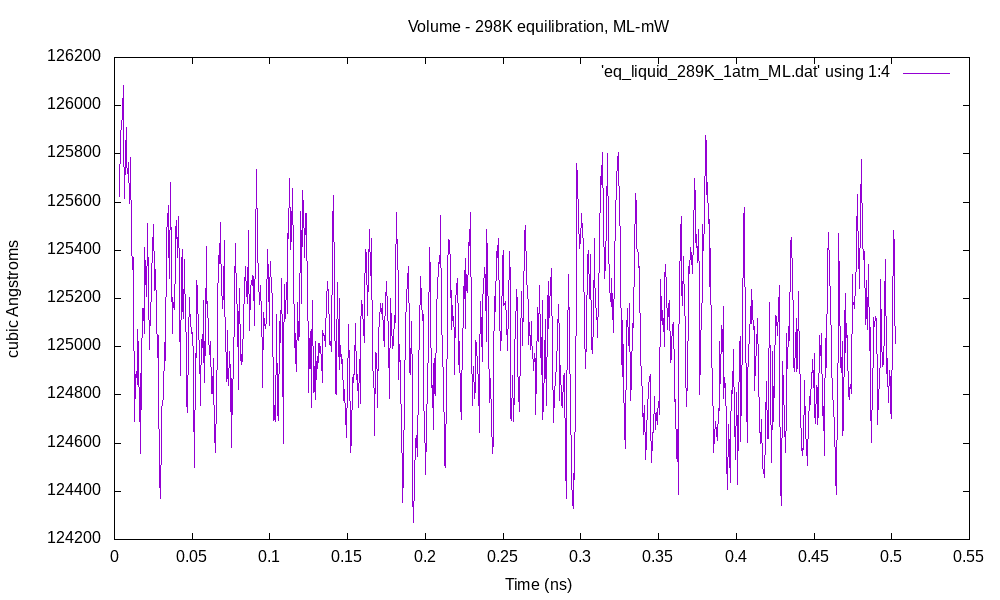 Volume - 298K equilibration, ML-mW
126200
126000
125800
125600
125400
125200
125000
124800
124600
124400
124200
cubic Angstroms
'eq_liquid_289K_1atm_ML.dat' using 1:4
0 0.05 0.1 0.15 0.2 0.25 0.3 0.35 0.4 0.45 0.5 0.55
Time (ns)